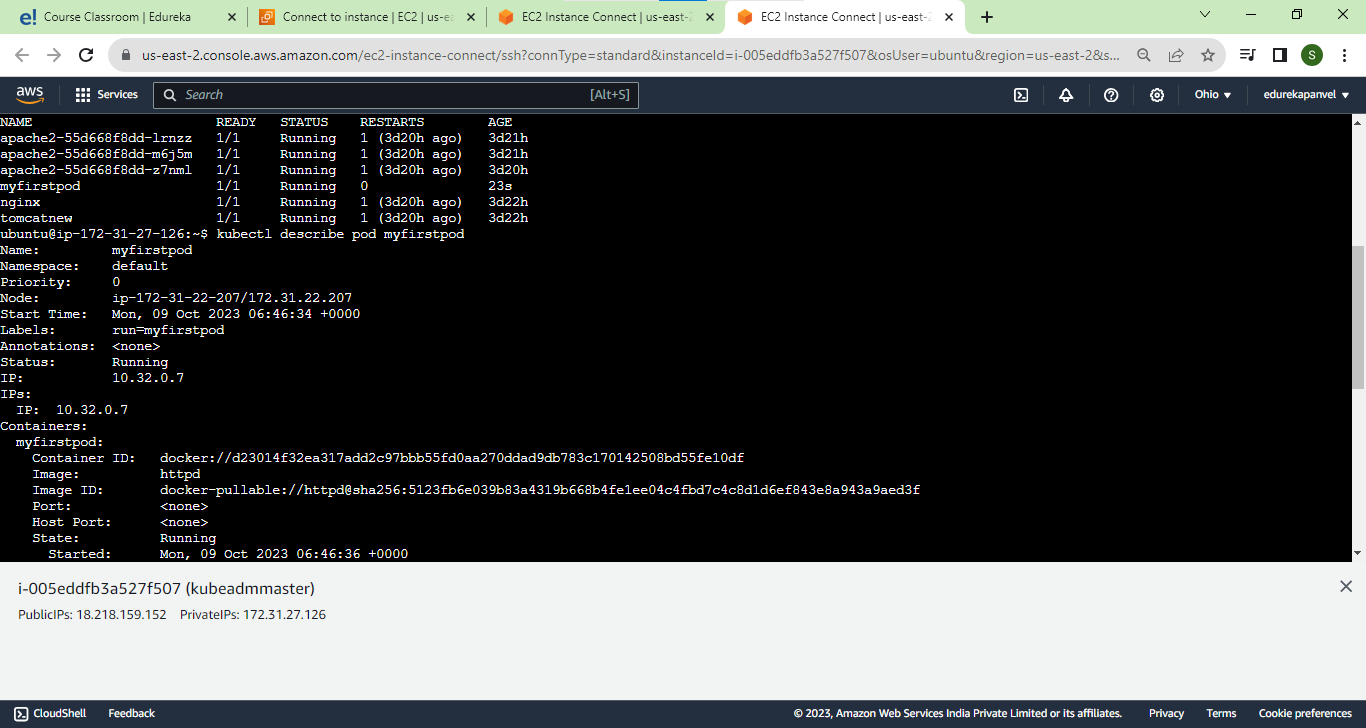 e! Course Classroom | Edureka
Connect to instance | EC2 | us-ea
EC2 Instance Connect | us-east-2
EC2 Instance Connect | us-east-2
us-east-2.console.aws.amazon.com/ec2-instance-connect/ssh?connType=standard&instanceId=i-005eddfb3a527f507&osUser=ubuntu&region=us-east-2&s...
S
aws Services Search [Alt+S] Ohio edurekapanvel
NAME READY STATUS RESTARTS AGE
apache2-55d668f8dd-lrnzz 1/1 Running 1 (3d20h ago) 3d21h
apache2-55d668f8dd-m6j5m 1/1 Running 1 (3d20h ago) 3d21h
apache2-55d668f8dd-z7nml 1/1 Running 1 (3d20h ago) 3d20h
myfirstpod 1/1 Running 0 23s
nginx 1/1 Running 1 (3d20h ago) 3d22h
tomcatnew 1/1 Running 1 (3d20h ago) 3d22h
ubuntu@ip-172-31-27-126:~$ kubectl describe pod myfirstpod
Name: myfirstpod
Namespace: default
Priority: 0
Node: ip-172-31-22-207/172.31.22.207
Start Time: Mon, 09 Oct 2023 06:46:34 +0000
Labels: run=myfirstpod
Annotations: <none>
Status: Running
IP: 10.32.0.7
IPs:
IP: 10.32.0.7
Containers:
myfirstpod:
Container ID: docker://d23014f32ea317add2c97bbb55fd0aa270ddad9db783c170142508bd55fe10df
Image: httpd
Image ID: docker-pullable://httpd@sha256:5123fb6e039b83a4319b668b4fe1ee04c4fbd7c4c8d1d6ef843e8a943a9aed3f
Port: <none>
Host Port: <none>
State: Running
Started: Mon, 09 Oct 2023 06:46:36 +0000
i-005eddfb3a527f507 (kubeadmmaster)
PublicIPs: 18.218.159.152 PrivateIPs: 172.31.27.126
CloudShell Feedback © 2023, Amazon Web Services India Private Limited or its affiliates. Privacy Terms Cookie preferences